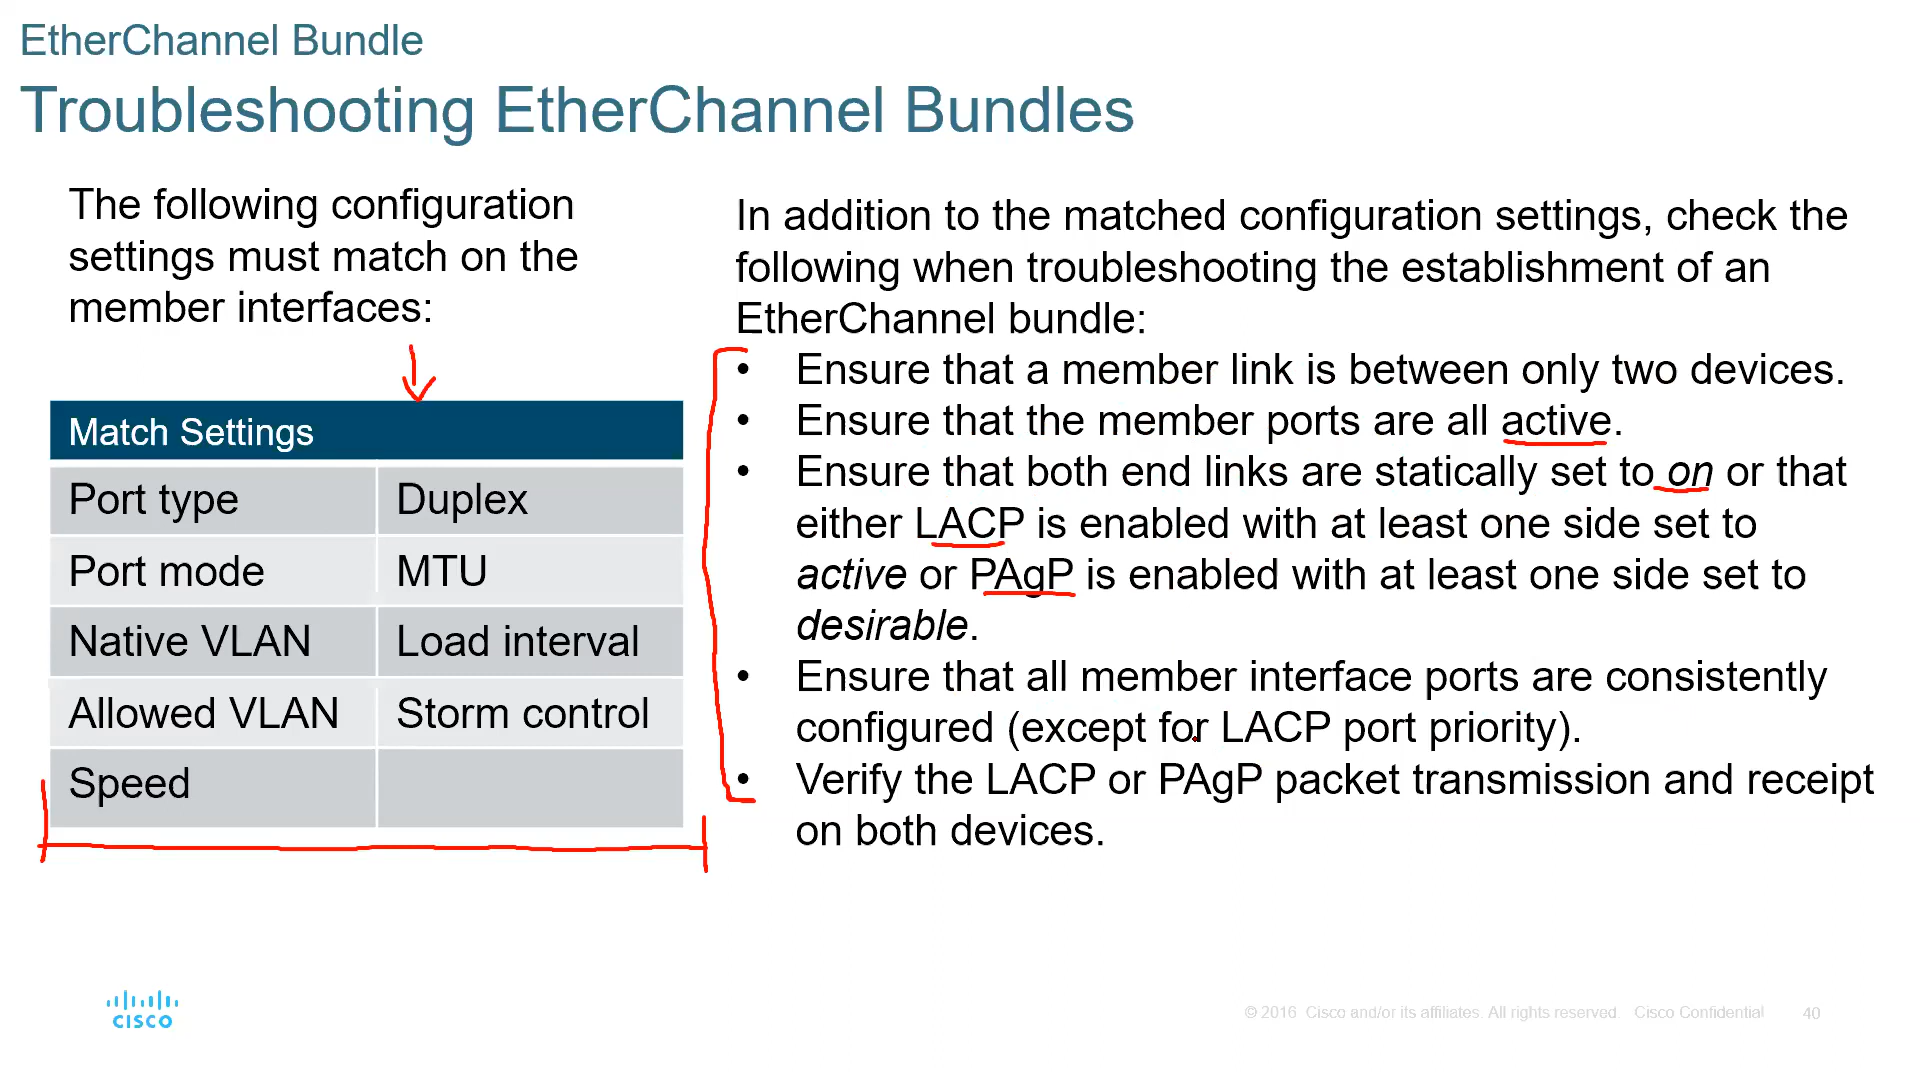 EtherChannel Bundle
Troubleshooting EtherChannel Bundles
The following configuration
settings must match on the
member interfaces:
Match Settings
Port type Duplex
Port mode MTU
Native VLAN Load interval
Allowed VLAN Storm control
Speed
In addition to the matched configuration settings, check the
following when troubleshooting the establishment of an
EtherChannel bundle:
• Ensure that a member link is between only two devices.
• Ensure that the member ports are all active.
• Ensure that both end links are statically set to on or that
either LACP is enabled with at least one side set to
active or PAgP is enabled with at least one side set to
desirable.
• Ensure that all member interface ports are consistently
configured (except for LACP port priority).
• Verify the LACP or PAgP packet transmission and receipt
on both devices.
CISCO
© 2016 Cisco and/or its affiliates. All rights reserved. Cisco Confidential 40